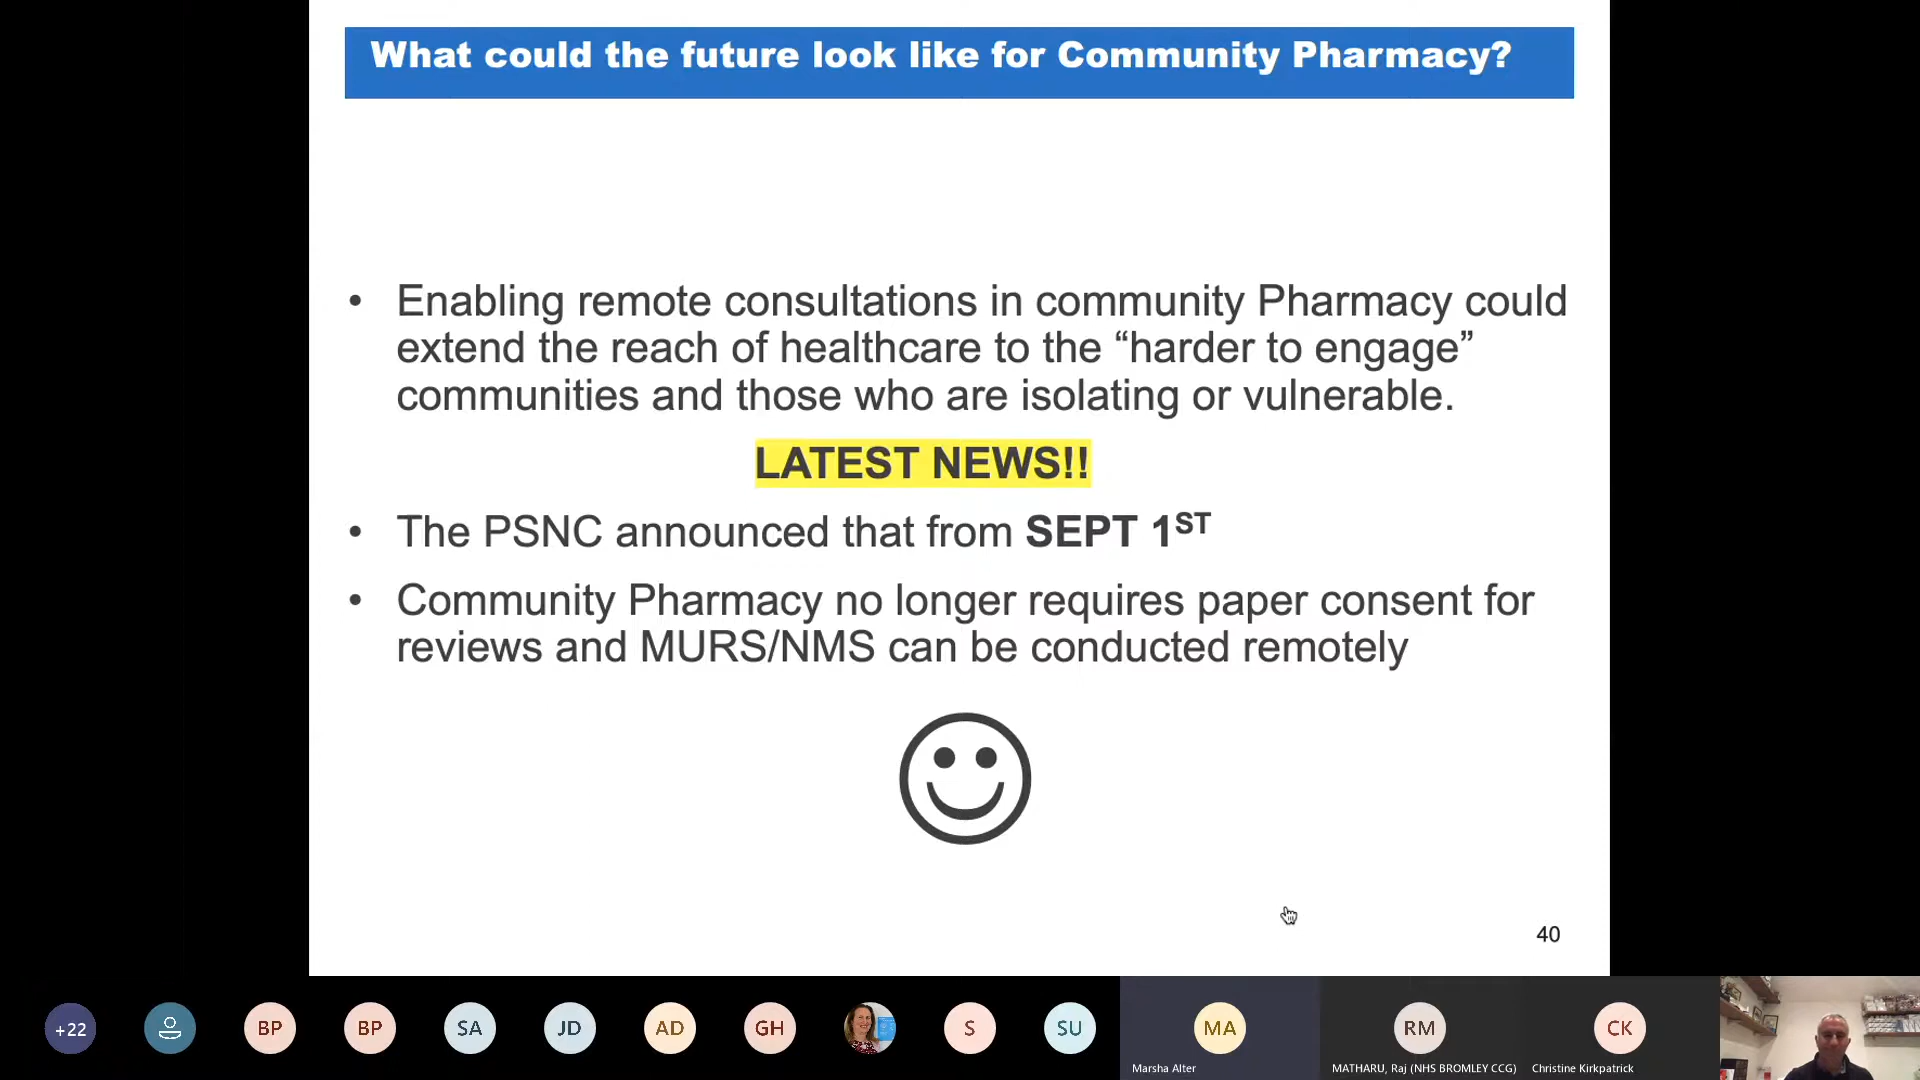 What could the future look like for Community Pharmacy?
• Enabling remote consultations in community Pharmacy could
extend the reach of healthcare to the “harder to engage”
communities and those who are isolating or vulnerable.
LATEST NEWS!!
• The PSNC announced that from SEPT 1ST
• Community Pharmacy no longer requires paper consent for
reviews and MURS/NMS can be conducted remotely
40
+22
BP
BP
SA
JD
AD
GH
S
SU
MA
RM
CK
Marsha Alter
MATHARU, Raj (NHS BROMLEY CCG)
Christine Kirkpatrick